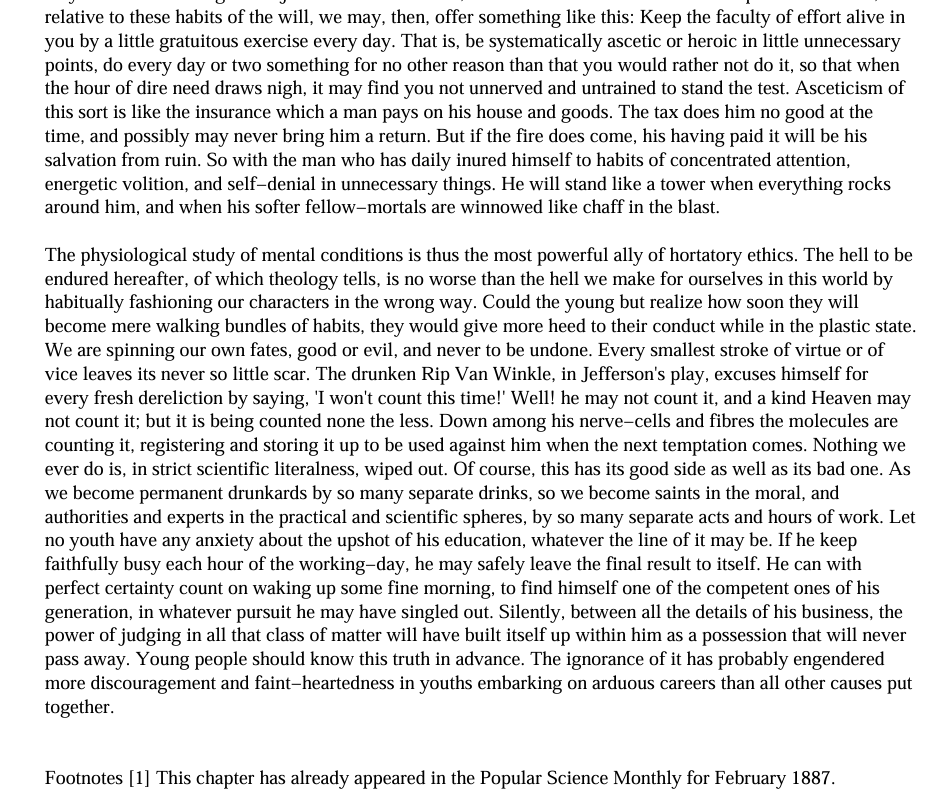 relative to these habits of the will, we may, then, offer something like this: Keep the faculty of effort alive in
you by a little gratuitous exercise every day. That is, be systematically ascetic or heroic in little unnecessary
points, do every day or two something for no other reason than that you would rather not do it, so that when
the hour of dire need draws nigh, it may find you not unnerved and untrained to stand the test. Asceticism of
this sort is like the insurance which a man pays on his house and goods. The tax does him no good at the
time, and possibly may never bring him a return. But if the fire does come, his having paid it will be his
salvation from ruin. So with the man who has daily inured himself to habits of concentrated attention,
energetic volition, and self−denial in unnecessary things. He will stand like a tower when everything rocks
around him, and when his softer fellow−mortals are winnowed like chaff in the blast.
The physiological study of mental conditions is thus the most powerful ally of hortatory ethics. The hell to be
endured hereafter, of which theology tells, is no worse than the hell we make for ourselves in this world by
habitually fashioning our characters in the wrong way. Could the young but realize how soon they will
become mere walking bundles of habits, they would give more heed to their conduct while in the plastic state.
We are spinning our own fates, good or evil, and never to be undone. Every smallest stroke of virtue or of
vice leaves its never so little scar. The drunken Rip Van Winkle, in Jefferson's play, excuses himself for
every fresh dereliction by saying, 'I won't count this time!' Well! he may not count it, and a kind Heaven may
not count it; but it is being counted none the less. Down among his nerve−cells and fibres the molecules are
counting it, registering and storing it up to be used against him when the next temptation comes. Nothing we
ever do is, in strict scientific literalness, wiped out. Of course, this has its good side as well as its bad one. As
we become permanent drunkards by so many separate drinks, so we become saints in the moral, and
authorities and experts in the practical and scientific spheres, by so many separate acts and hours of work. Let
no youth have any anxiety about the upshot of his education, whatever the line of it may be. If he keep
faithfully busy each hour of the working−day, he may safely leave the final result to itself. He can with
perfect certainty count on waking up some fine morning, to find himself one of the competent ones of his
generation, in whatever pursuit he may have singled out. Silently, between all the details of his business, the
power of judging in all that class of matter will have built itself up within him as a possession that will never
pass away. Young people should know this truth in advance. The ignorance of it has probably engendered
more discouragement and faint−heartedness in youths embarking on arduous careers than all other causes put
together.
Footnotes [1] This chapter has already appeared in the Popular Science Monthly for February 1887.